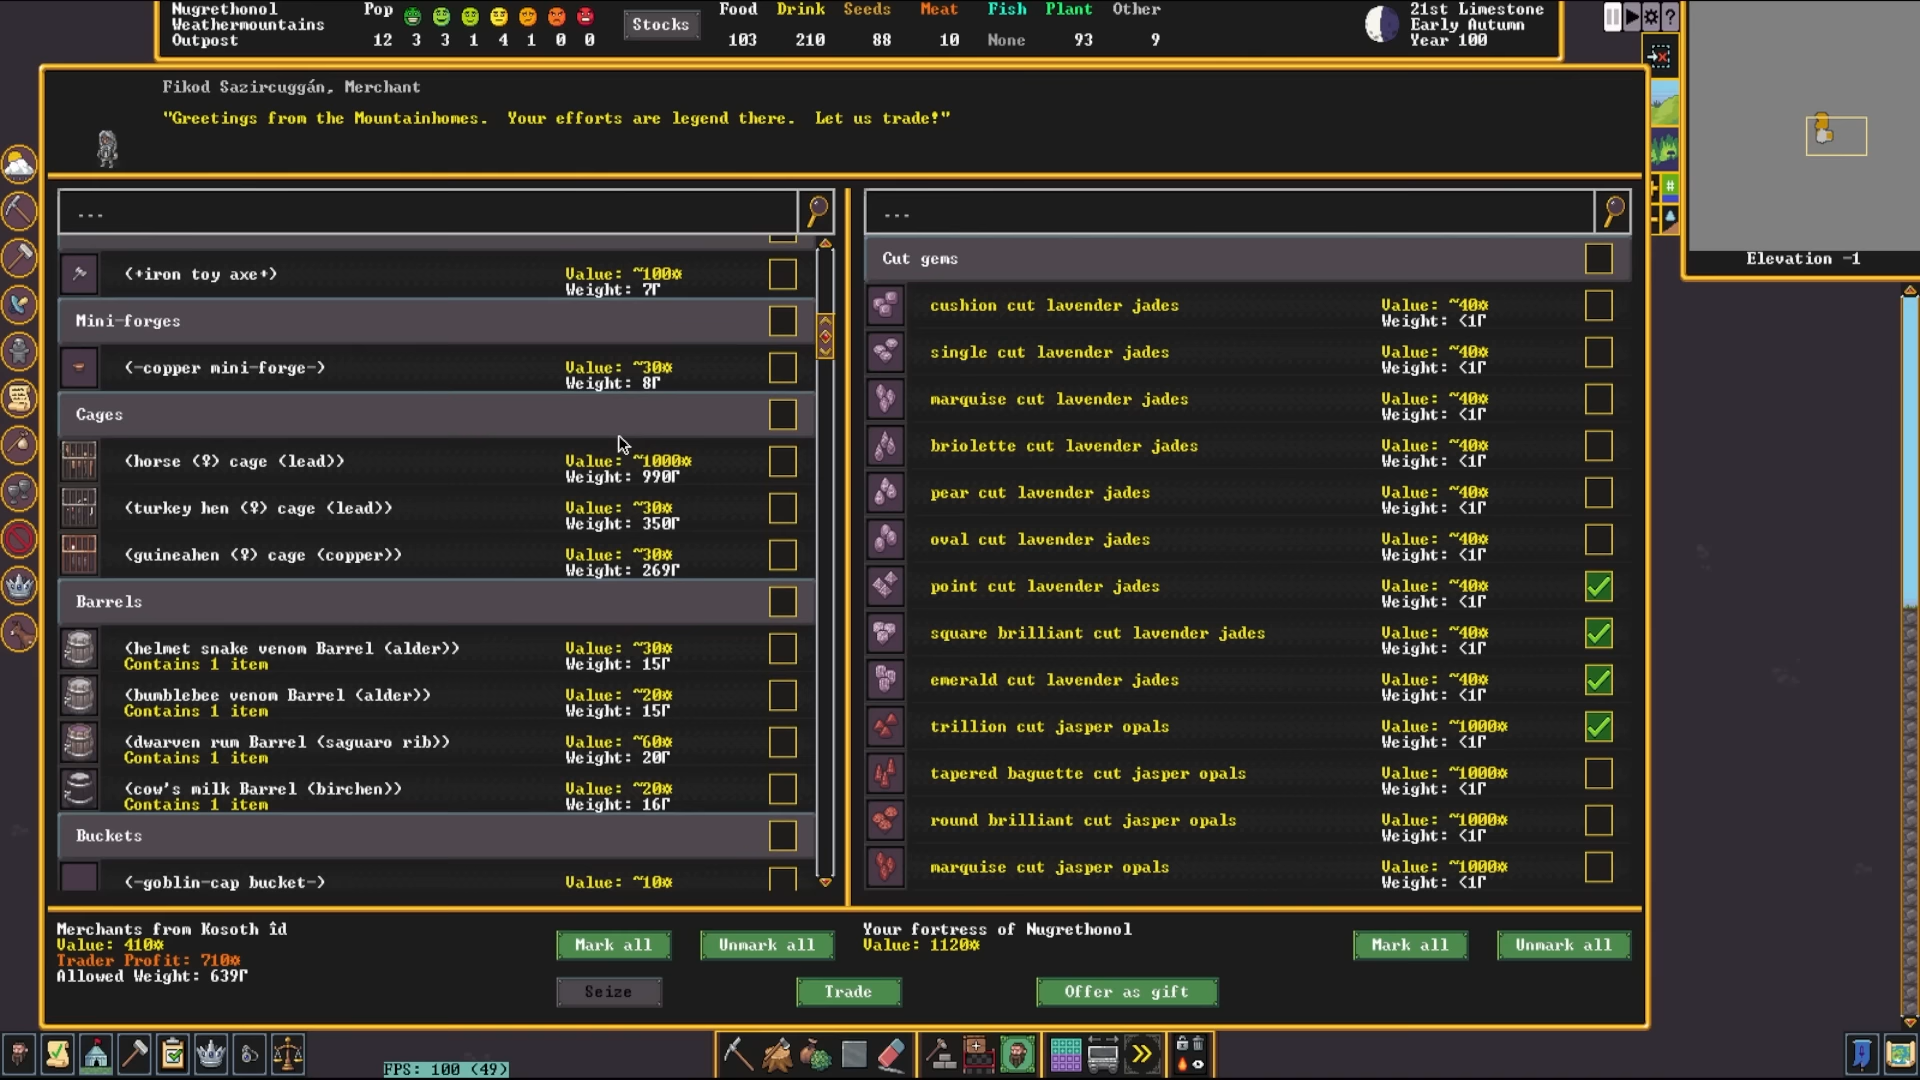 Nugrethonol
Weathermountains
Outpost
Pop
12 3 3 1 4 1 0 0
Stocks
Food Drink Seeds Meat Fish Plant Other
103 210 88 10 None 93 9
21st Limestone
Early Autumn
Year 100
Elevation -1
Fikod Sazircuggán, Merchant
"Greetings from the Mountainhomes. Your efforts are legend there. Let us trade!"
...
(+iron toy axe+) Value: ~100☼
Weight: 7Γ
Mini-forges
(-copper mini-forge-) Value: ~30☼
Weight: 8Γ
Cages
(horse (♀) cage (lead)) Value: ~1000☼
Weight: 990Γ
(turkey hen (♀) cage (lead)) Value: ~30☼
Weight: 350Γ
(guineahen (♀) cage (copper)) Value: ~30☼
Weight: 269Γ
Barrels
(helmet snake venom Barrel (alder)) Value: ~30☼
Contains 1 item Weight: 15Γ
(bumblebee venom Barrel (alder)) Value: ~20☼
Contains 1 item Weight: 15Γ
(dwarven rum Barrel (saguaro rib)) Value: ~60☼
Contains 1 item Weight: 20Γ
(cow's milk Barrel (birchen)) Value: ~20☼
Contains 1 item Weight: 16Γ
Buckets
(-goblin-cap bucket-) Value: ~10☼
...
Cut gems
cushion cut lavender jades Value: ~40☼
Weight: <1Γ
single cut lavender jades Value: ~40☼
Weight: <1Γ
marquise cut lavender jades Value: ~40☼
Weight: <1Γ
briolette cut lavender jades Value: ~40☼
Weight: <1Γ
pear cut lavender jades Value: ~40☼
Weight: <1Γ
oval cut lavender jades Value: ~40☼
Weight: <1Γ
point cut lavender jades Value: ~40☼
Weight: <1Γ
square brilliant cut lavender jades Value: ~40☼
Weight: <1Γ
emerald cut lavender jades Value: ~40☼
Weight: <1Γ
trillion cut jasper opals Value: ~1000☼
Weight: <1Γ
tapered baguette cut jasper opals Value: ~1000☼
Weight: <1Γ
round brilliant cut jasper opals Value: ~1000☼
Weight: <1Γ
marquise cut jasper opals Value: ~1000☼
Weight: <1Γ
Merchants from Kosoth îd
Value: 410☼
Trader Profit: 710☼
Allowed Weight: 639Γ
Mark all Unmark all
Your fortress of Nugrethonol
Value: 1120☼
Mark all Unmark all
Seize Trade Offer as gift
FPS: 100 (49)